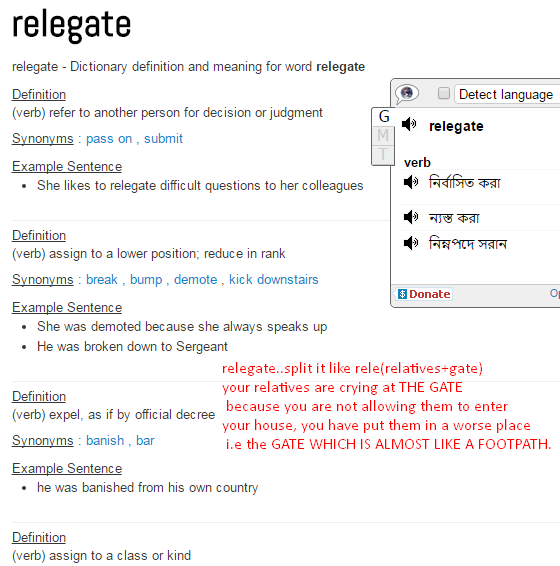 relegate
relegate - Dictionary definition and meaning for word relegate
Definition
(verb) refer to another person for decision or judgment
Synonyms : pass on , submit
Example Sentence
• She likes to relegate difficult questions to her colleagues
Definition
(verb) assign to a lower position; reduce in rank
Synonyms : break , bump , demote , kick downstairs
Example Sentence
• She was demoted because she always speaks up
• He was broken down to Sergeant
Definition
(verb) expel, as if by official decree
Synonyms : banish , bar
Example Sentence
• he was banished from his own country
Definition
(verb) assign to a class or kind
Detect language
G
M
T
relegate
verb
নির্বাসিত করা
ন্যস্ত করা
নিম্নপদে সরান
$ Donate
relegate..split it like rele(relatives+gate)
your relatives are crying at THE GATE
because you are not allowing them to enter
your house, you have put them in a worse place
i.e the GATE WHICH IS ALMOST LIKE A FOOTPATH.